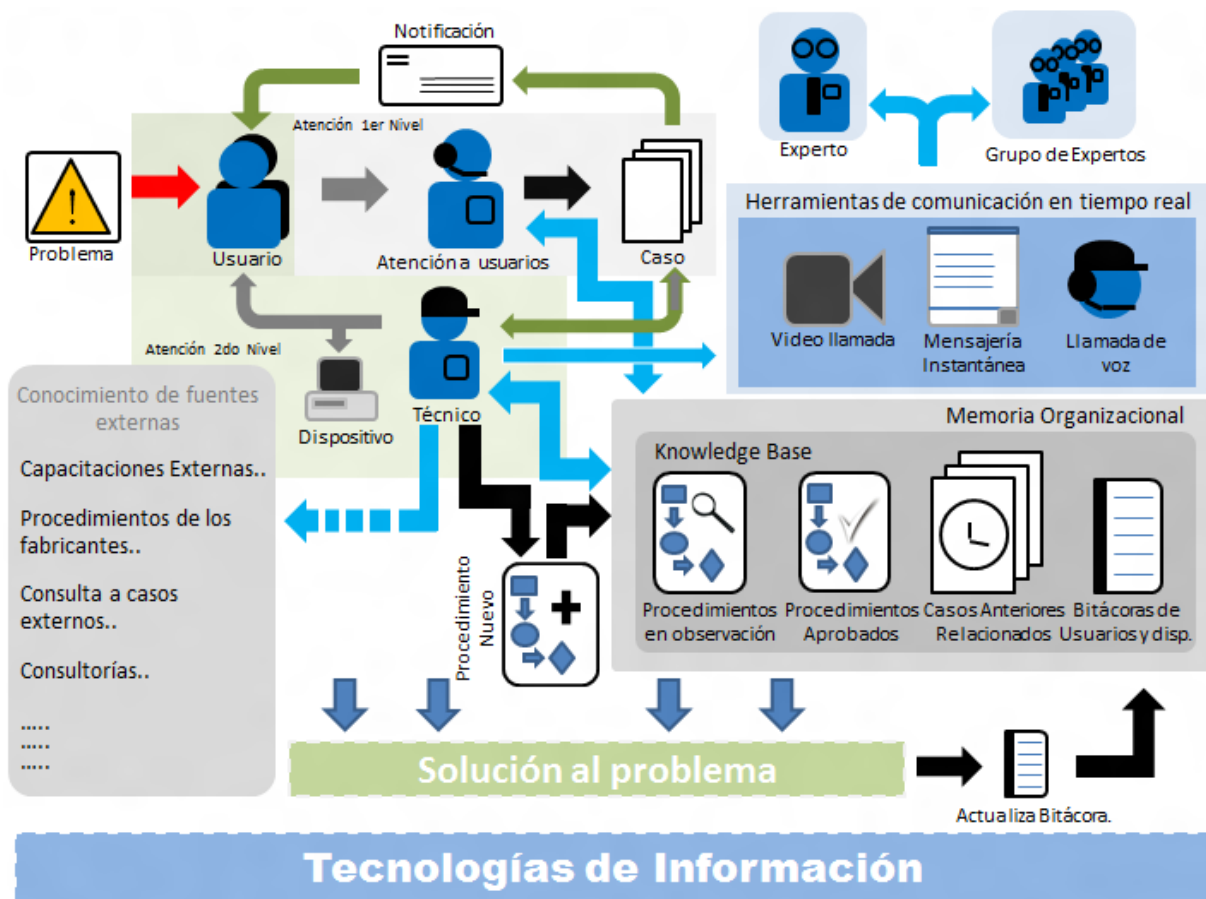 Notificación
Atención 1er Nivel
Experto
Grupo de Expertos
Problema
Usuario
Atención a usuarios
Caso
Herramientas de comunicación en tiempo real
Video llamada
Mensajería
Instantánea
Llamada de
voz
Atención 2do Nivel
Dispositivo
Técnico
Conocimiento de fuentes
externas
Capacitaciones Externas..
Procedimientos de los
fabricantes..
Consulta a casos
externos..
Consultorías..
.....
.....
.....
Procedimiento
Nuevo
Memoria Organizacional
Knowledge Base
Procedimientos
en observación
Procedimientos
Aprobados
Casos Anteriores
Relacionados
Bitácoras de
Usuarios y disp.
Solución al problema
Actualiza Bitácora.
Tecnologías de Información